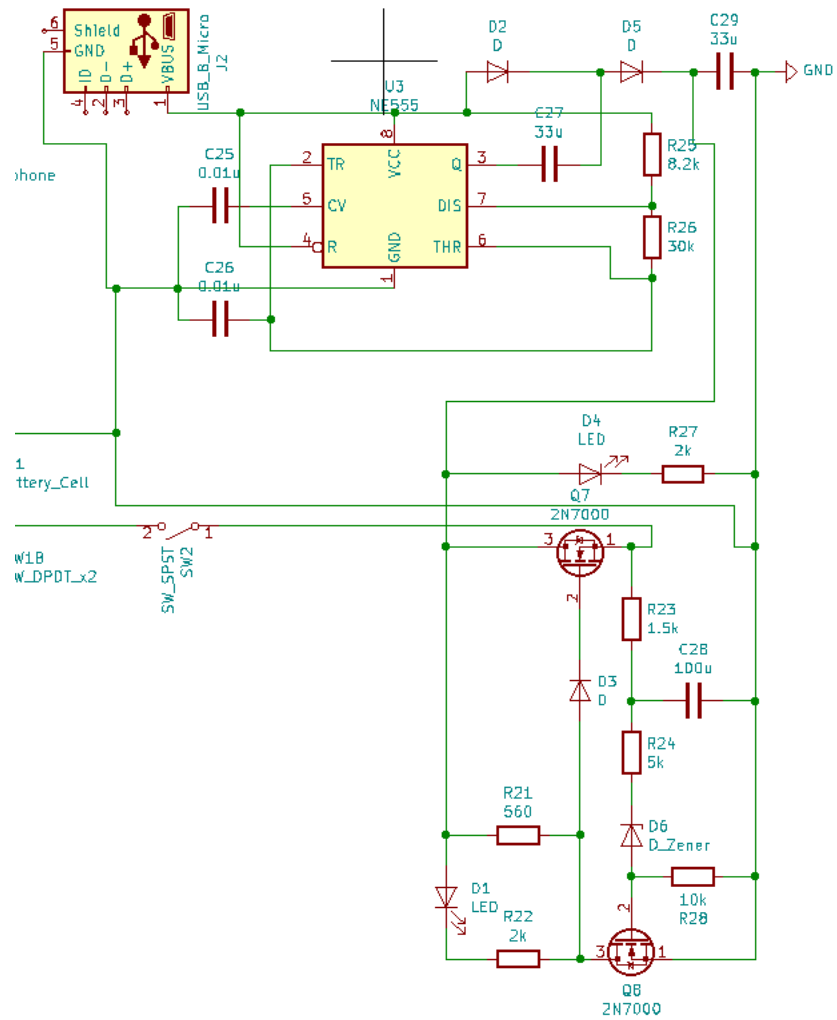 6
Shield
5
GND
ID
D-
D+
VBUS
4
2
3
1
USB_B_Micro
J2
D2
D
D5
D
C29
33u
GND
U3
NE555
8
C27
33u
R25
8.2k
C25
0.01u
2
TR
VCC
Q
3
5
CV
DIS
7
R26
30k
4
R
GND
THR
6
1
C26
0.01u
phone
D4
LED
R27
2k
1
ttery_Cell
Q7
2N7000
2
1
3
1
2
SW_SPST
SW2
W1B
W_DPDT_x2
R23
1.5k
C28
100u
D3
D
R24
5k
R21
560
D6
D_Zener
D1
LED
R22
2k
10k
R28
2
3
1
Q8
2N7000